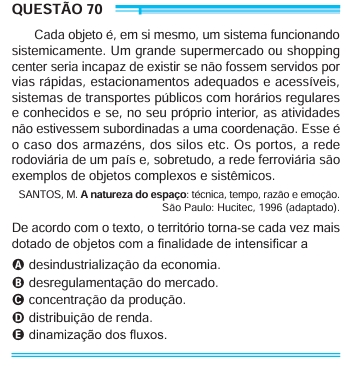 QUESTÃO 70
Cada objeto é, em si mesmo, um sistema funcionando
sistemicamente. Um grande supermercado ou shopping
center seria incapaz de existir se não fossem servidos por
vias rápidas, estacionamentos adequados e acessíveis,
sistemas de transportes públicos com horários regulares
e conhecidos e se, no seu próprio interior, as atividades
não estivessem subordinadas a uma coordenação. Esse é
o caso dos armazéns, dos silos etc. Os portos, a rede
rodoviária de um país e, sobretudo, a rede ferroviária são
exemplos de objetos complexos e sistêmicos.
SANTOS, M. A natureza do espaço: técnica, tempo, razão e emoção.
São Paulo: Hucitec, 1996 (adaptado).
De acordo com o texto, o território torna-se cada vez mais
dotado de objetos com a finalidade de intensificar a
A desindustrialização da economia.
B desregulamentação do mercado.
C concentração da produção.
D distribuição de renda.
E dinamização dos fluxos.